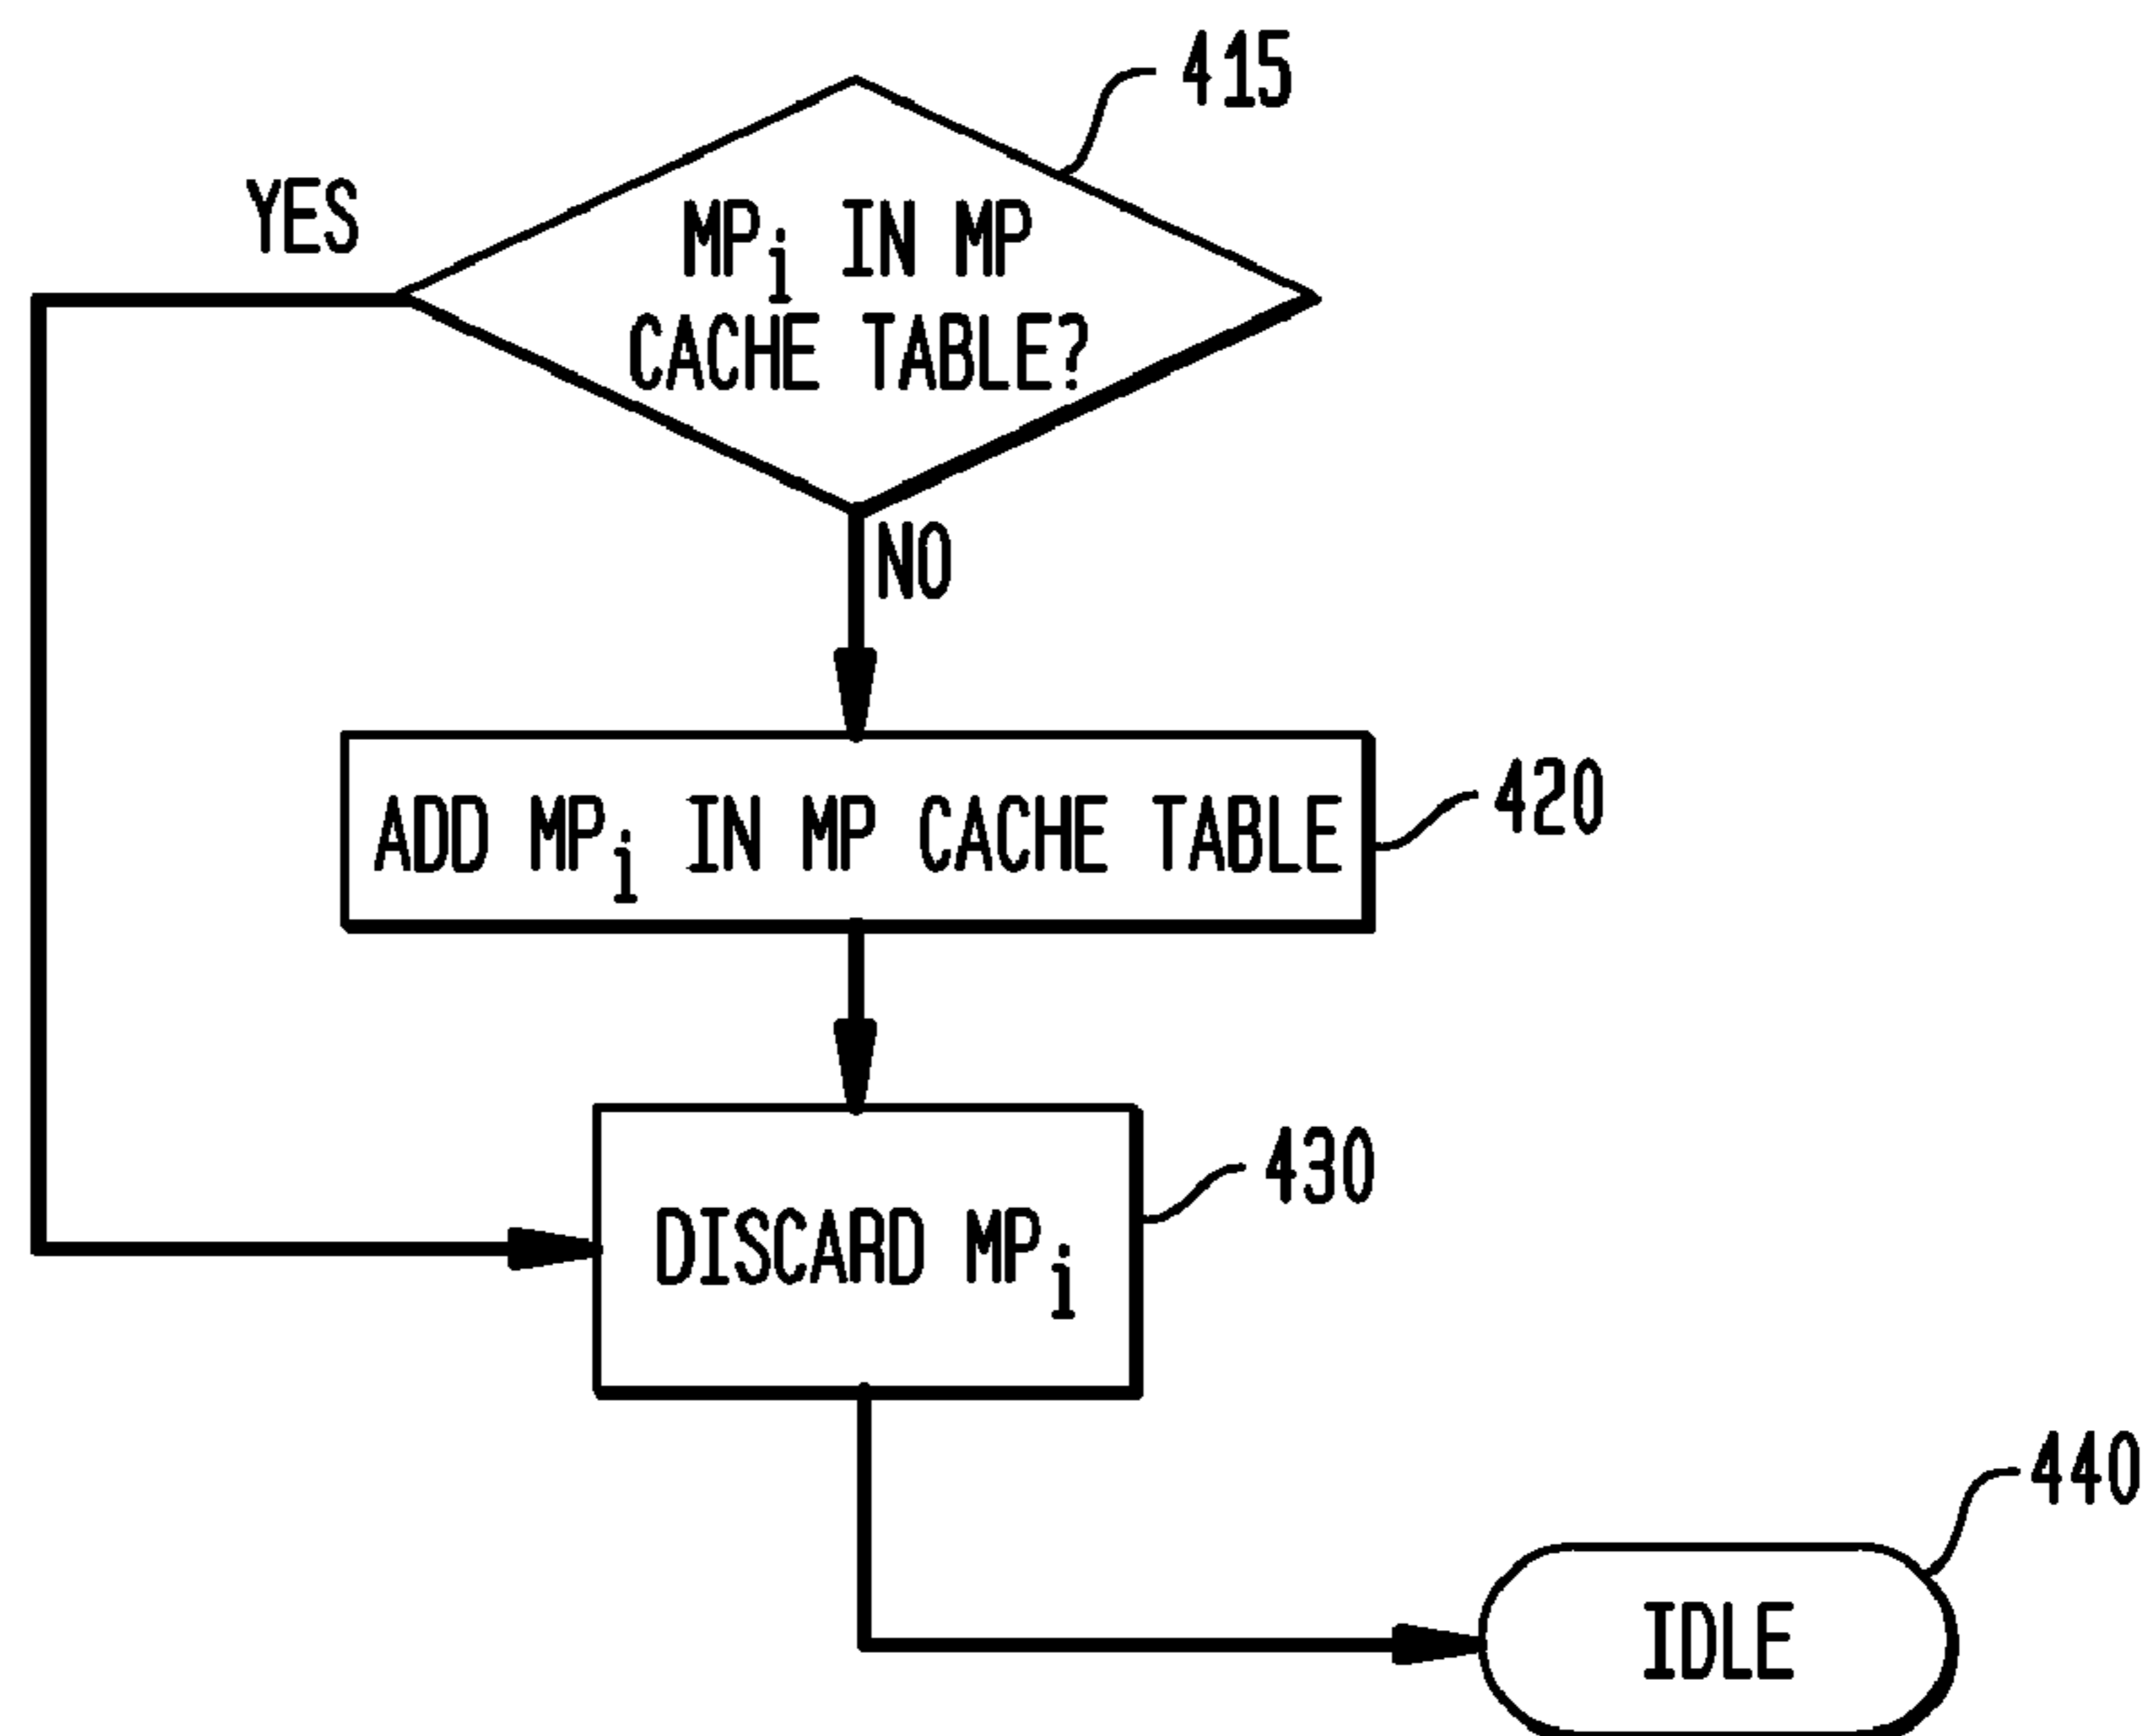 415
YES
MPi IN MP
CACHE TABLE?
NO
ADD MPi IN MP CACHE TABLE
420
DISCARD MPi
430
440
IDLE